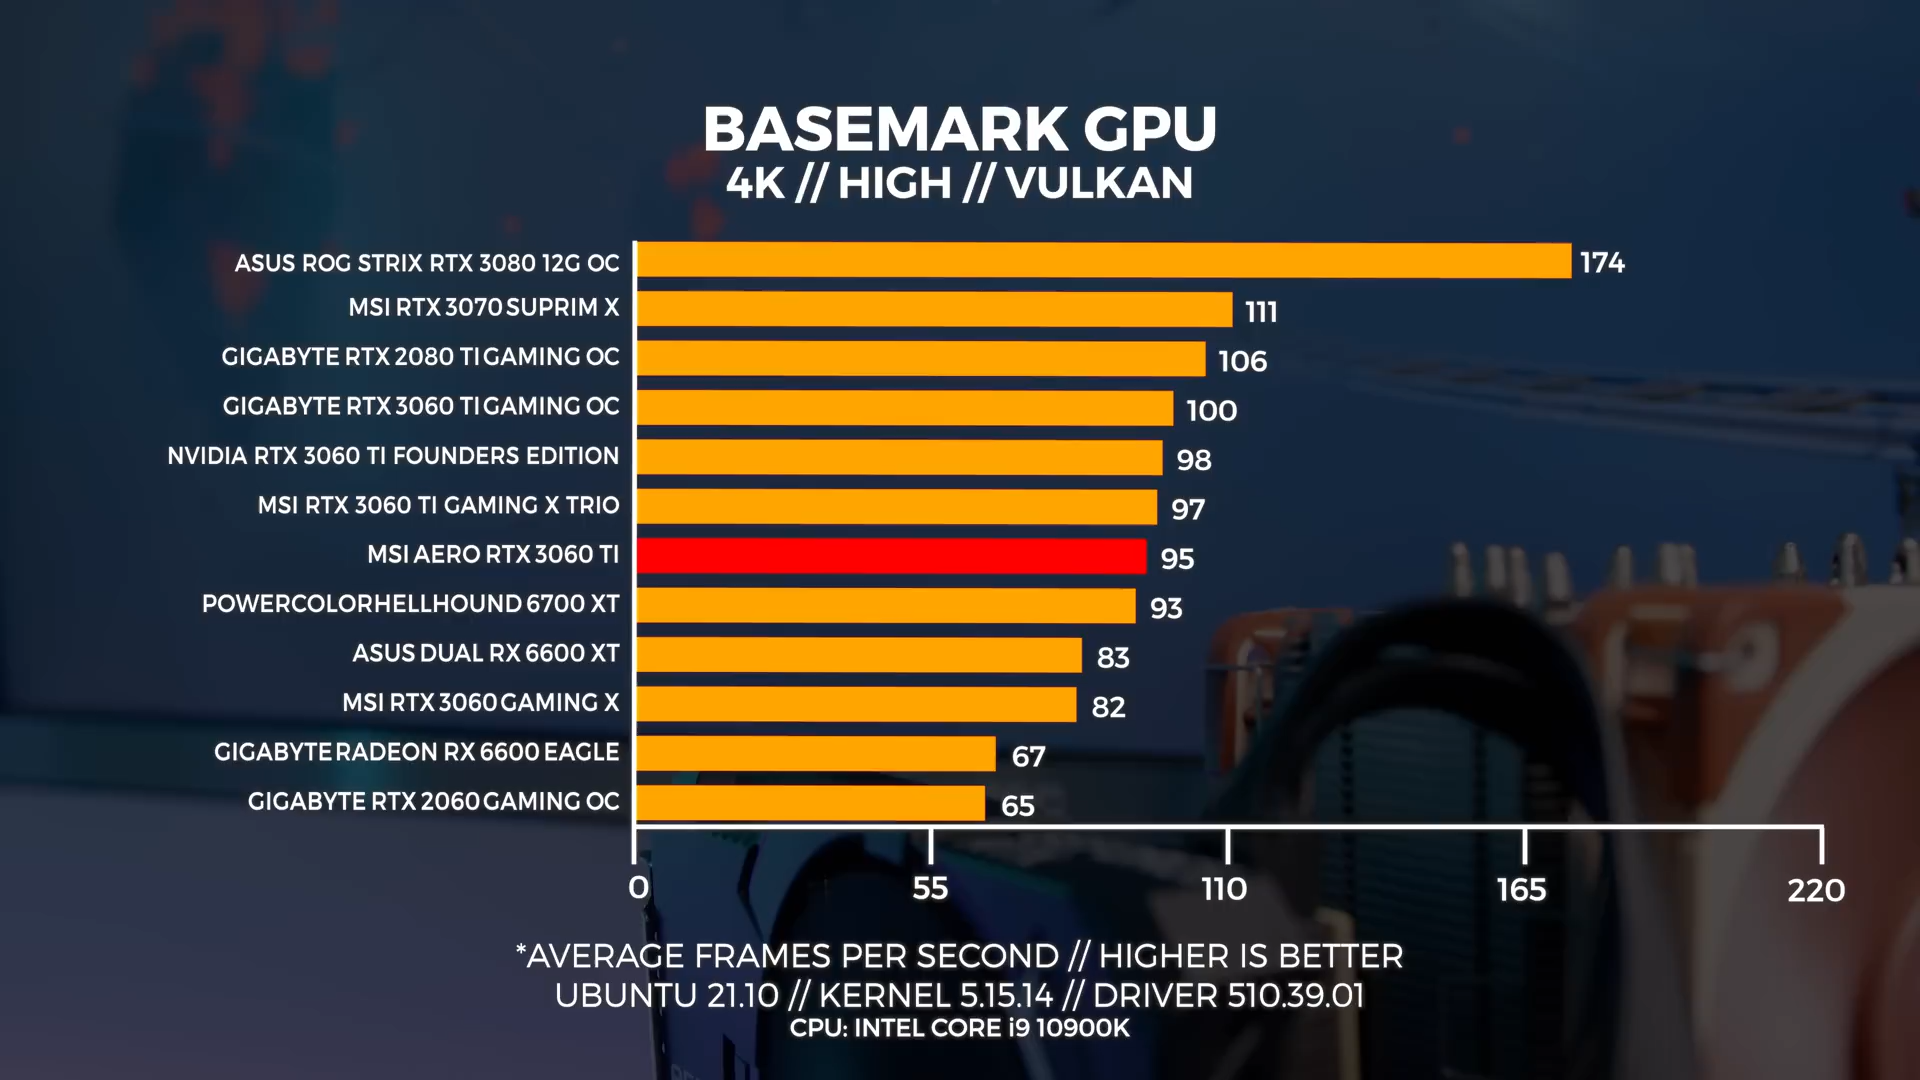 BASEMARK GPU
4K // HIGH // VULKAN
ASUS ROG STRIX RTX 3080 12G OC 174
MSI RTX 3070 SUPRIM X 111
GIGABYTE RTX 2080 TI GAMING OC 106
GIGABYTE RTX 3060 TI GAMING OC 100
NVIDIA RTX 3060 TI FOUNDERS EDITION 98
MSI RTX 3060 TI GAMING X TRIO 97
MSI AERO RTX 3060 TI 95
POWERCOLORHELLHOUND 6700 XT 93
ASUS DUAL RX 6600 XT 83
MSI RTX 3060 GAMING X 82
GIGABYTE RADEON RX 6600 EAGLE 67
GIGABYTE RTX 2060 GAMING OC 65
0 55 110 165 220
*AVERAGE FRAMES PER SECOND // HIGHER IS BETTER
UBUNTU 21.10 // KERNEL 5.15.14 // DRIVER 510.39.01
CPU: INTEL CORE i9 10900K